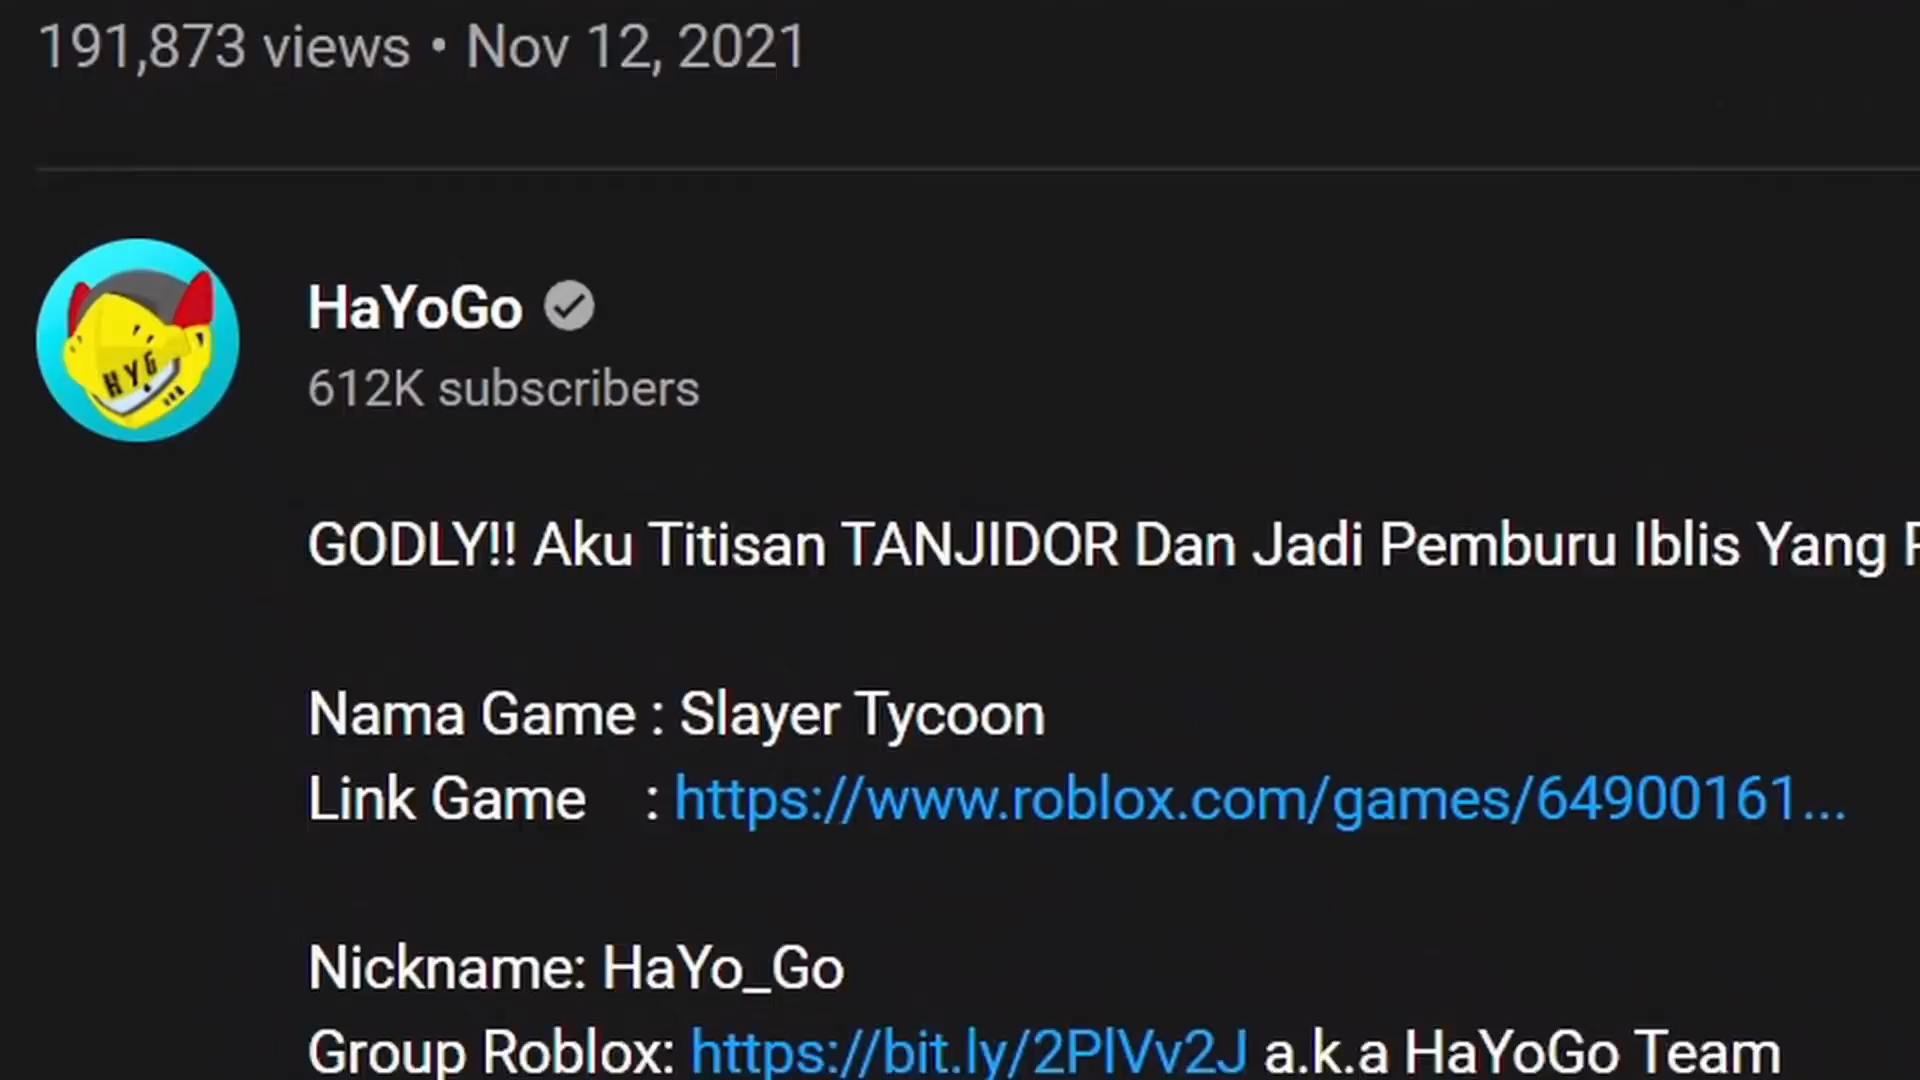 191,873 views • Nov 12, 2021
HaYoGo
612K subscribers
HYG
GODLY!! Aku Titisan TANJIDOR Dan Jadi Pemburu Iblis Yang
Nama Game : Slayer Tycoon
Link Game : https://www.roblox.com/games/64900161...
Nickname: HaYo_Go
Group Roblox: https://bit.ly/2PlVv2J a.k.a HaYoGo Team